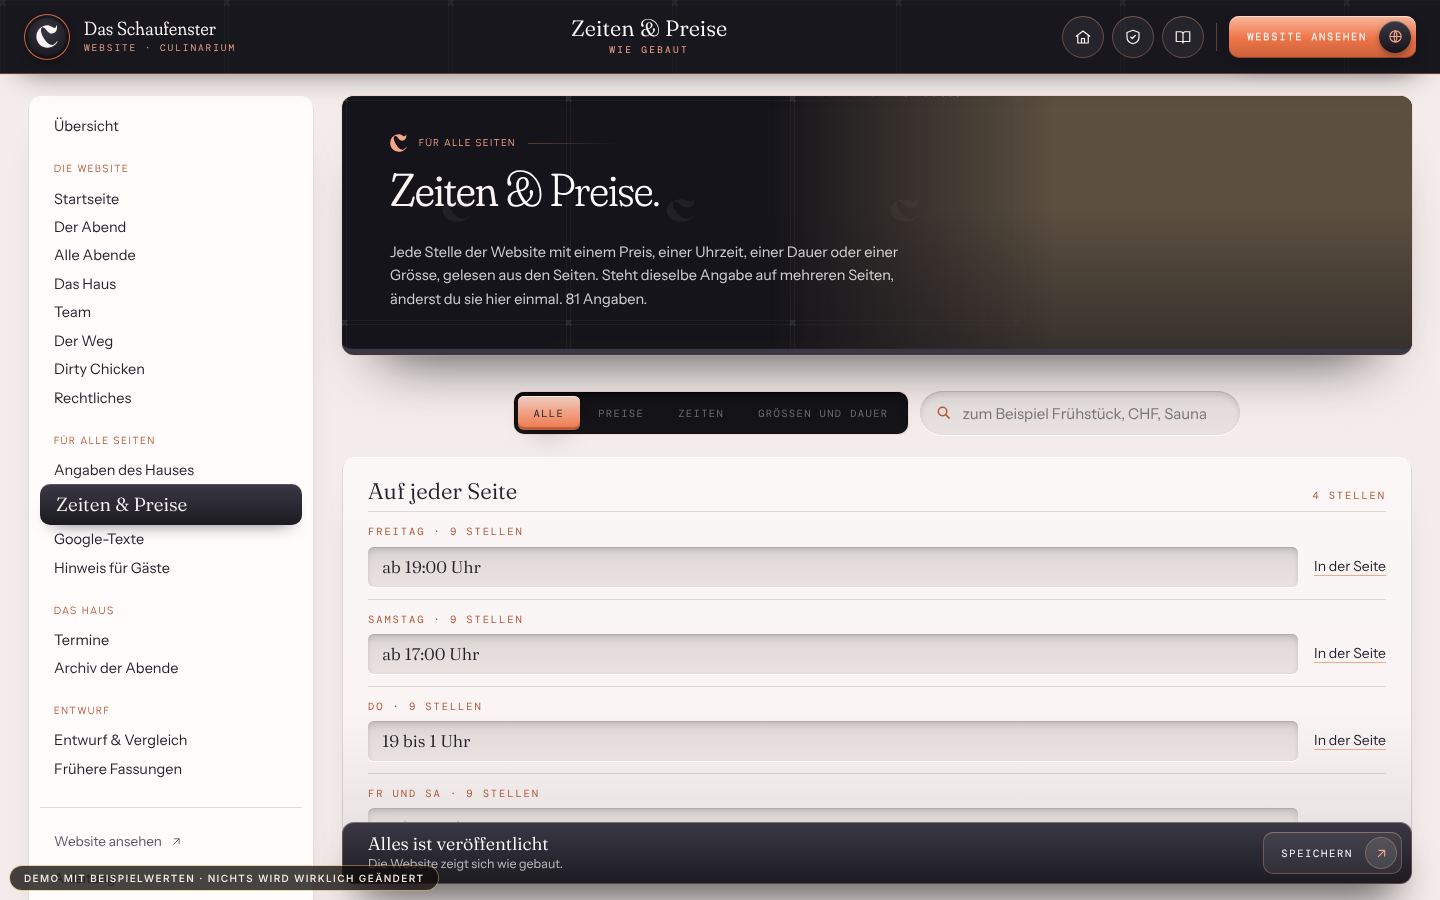 Das Schaufenster
WEBSITE · CULINARIUM
Zeiten & Preise
WIE GEBAUT
WEBSITE ANSEHEN
Übersicht
DIE WEBSITE
Startseite
Der Abend
Alle Abende
Das Haus
Team
Der Weg
Dirty Chicken
Rechtliches
FÜR ALLE SEITEN
Angaben des Hauses
Zeiten & Preise
Google-Texte
Hinweis für Gäste
DAS HAUS
Termine
Archiv der Abende
ENTWURF
Entwurf & Vergleich
Frühere Fassungen
Website ansehen
FÜR ALLE SEITEN
Zeiten & Preise.
Jede Stelle der Website mit einem Preis, einer Uhrzeit, einer Dauer oder einer
Grösse, gelesen aus den Seiten. Steht dieselbe Angabe auf mehreren Seiten,
änderst du sie hier einmal. 81 Angaben.
ALLE
PREISE
ZEITEN
GRÖSSEN UND DAUER
zum Beispiel Frühstück, CHF, Sauna
Auf jeder Seite
4 STELLEN
FREITAG · 9 STELLEN
ab 19:00 Uhr
In der Seite
SAMSTAG · 9 STELLEN
ab 17:00 Uhr
In der Seite
DO · 9 STELLEN
19 bis 1 Uhr
In der Seite
FR UND SA · 9 STELLEN
Alles ist veröffentlicht
Die Website zeigt sich wie gebaut.
SPEICHERN
DEMO MIT BEISPIELWERTEN · NICHTS WIRD WIRKLICH GEÄNDERT